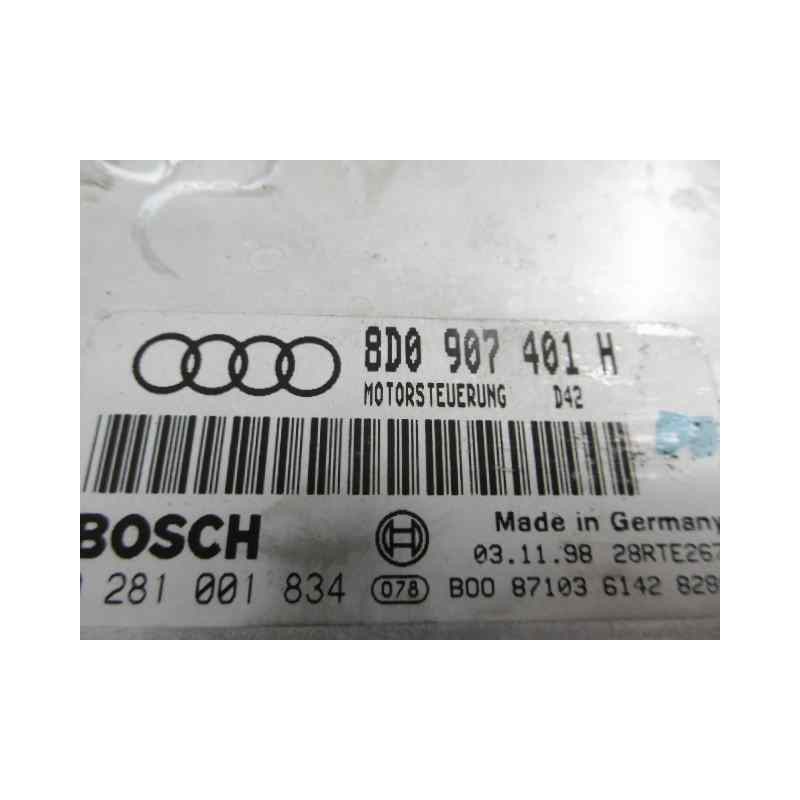 8D0 907 401 H
MOTORSTEUERUNG D42
BOSCH
Made in Germany
03.11.98 28RTE267
281 001 834 078 B00 87103 6142 828